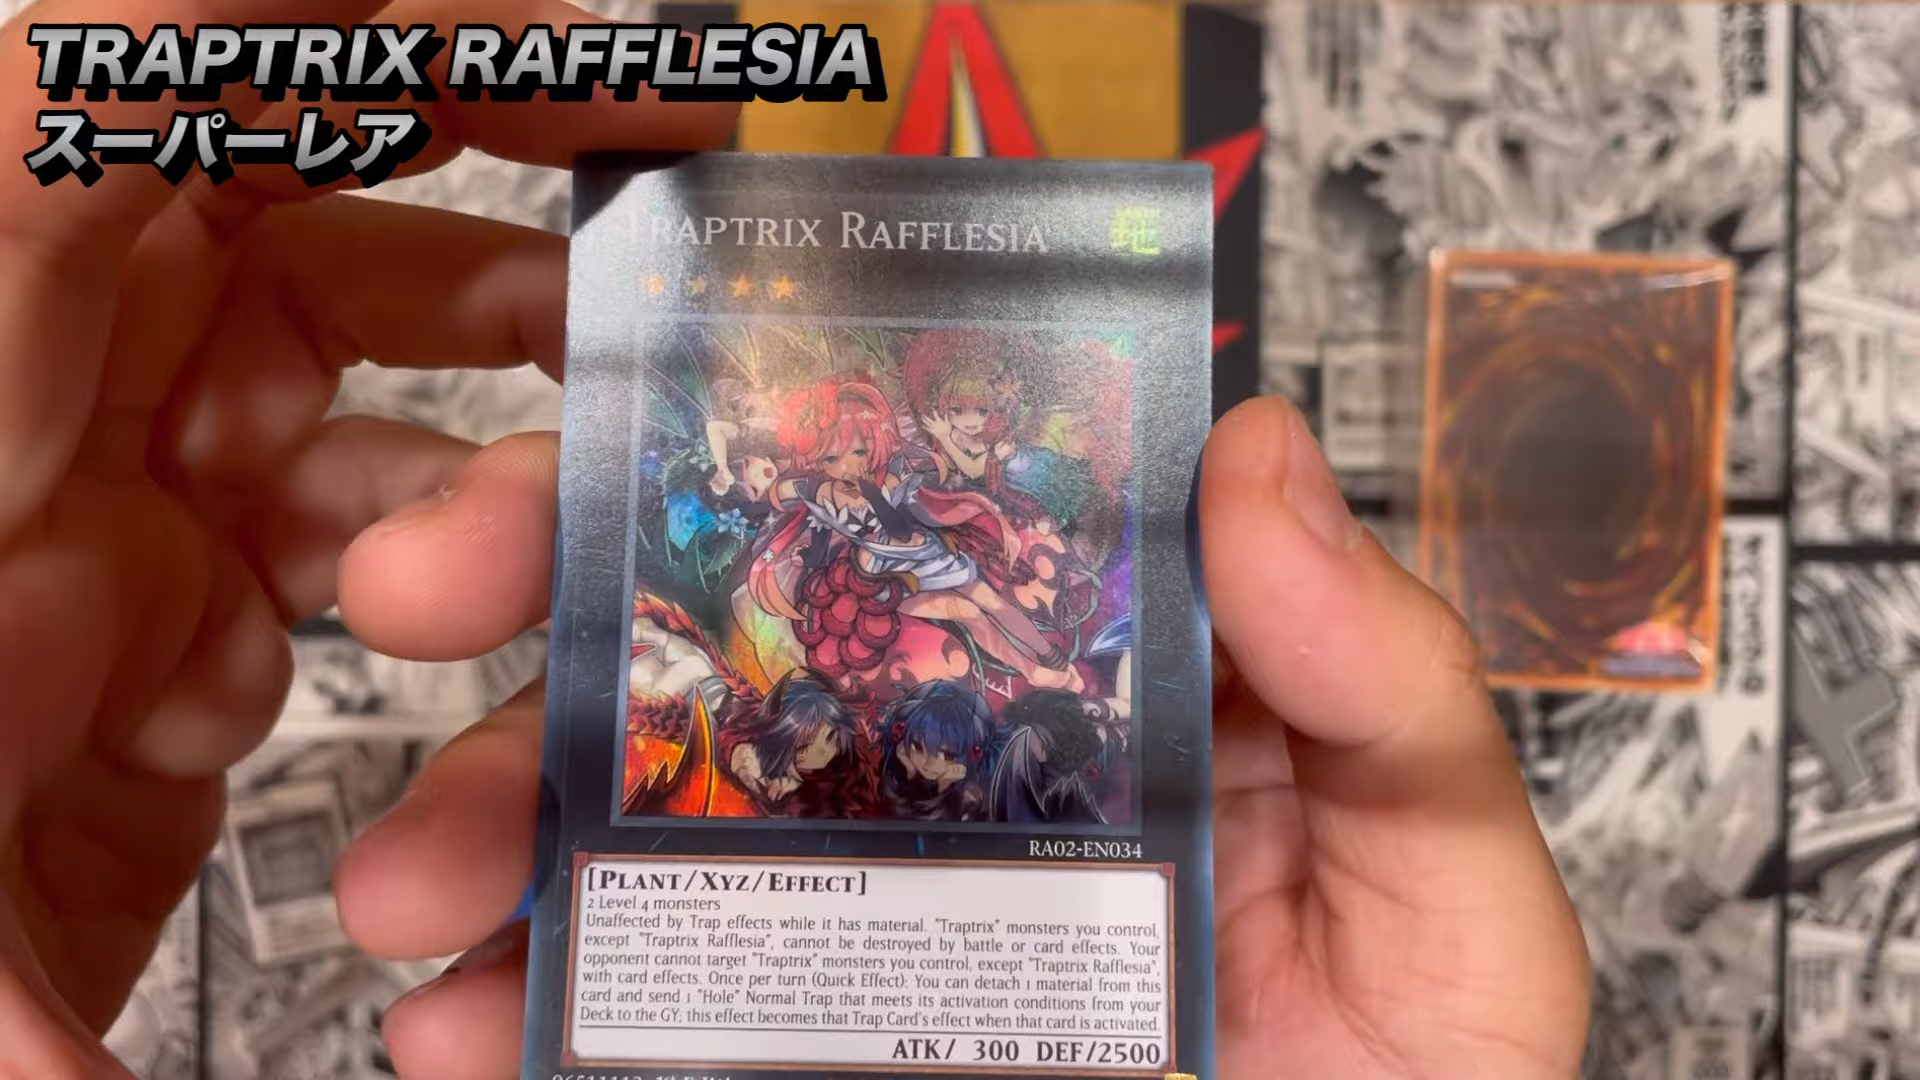 TRAPTRIX RAFFLESIA
スーパーレア
TRAPTRIX RAFFLESIA
地
RA02-EN034
[PLANT/XYZ/EFFECT]
2 Level 4 monsters
Unaffected by Trap effects while it has material. "Traptrix" monsters you control,
except "Traptrix Rafflesia", cannot be destroyed by battle or card effects. Your
opponent cannot target "Traptrix" monsters you control, except "Traptrix Rafflesia",
with card effects. Once per turn (Quick Effect): You can detach 1 material from this
card and send 1 "Hole" Normal Trap that meets its activation conditions from your
Deck to the GY; this effect becomes that Trap Card's effect when that card is activated.
ATK/ 300 DEF/2500